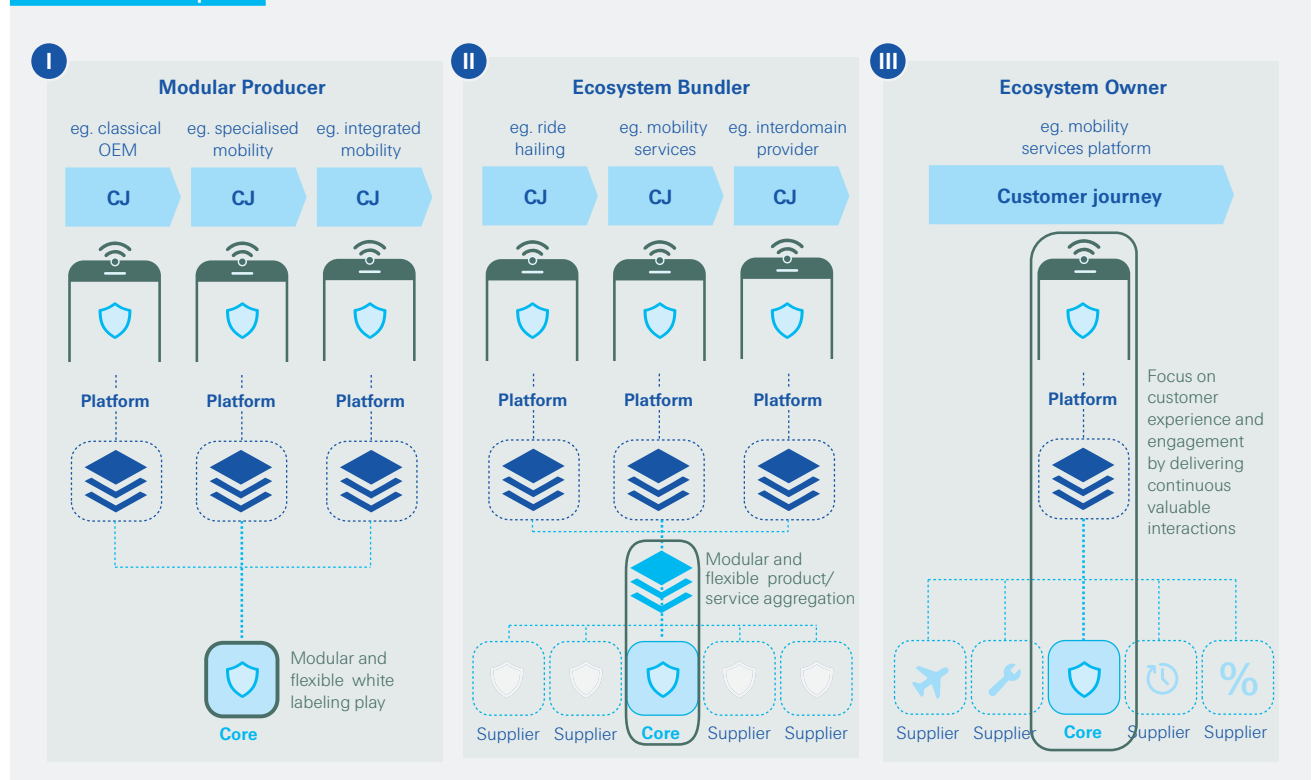 I
Modular Producer
eg. classical
OEM
eg. specialised
mobility
eg. integrated
mobility
CJ
CJ
CJ
Platform
Platform
Platform
Modular and
flexible white
labeling play
Core
II
Ecosystem Bundler
eg. ride
hailing
eg. mobility
services
eg. interdomain
provider
CJ
CJ
CJ
Platform
Platform
Platform
Modular and
flexible product/
service aggregation
Supplier
Supplier
Core
Supplier
Supplier
III
Ecosystem Owner
eg. mobility
services platform
Customer journey
Platform
Focus on
customer
experience and
engagement
by delivering
continuous
valuable
interactions
%
Supplier
Supplier
Core
Supplier
Supplier